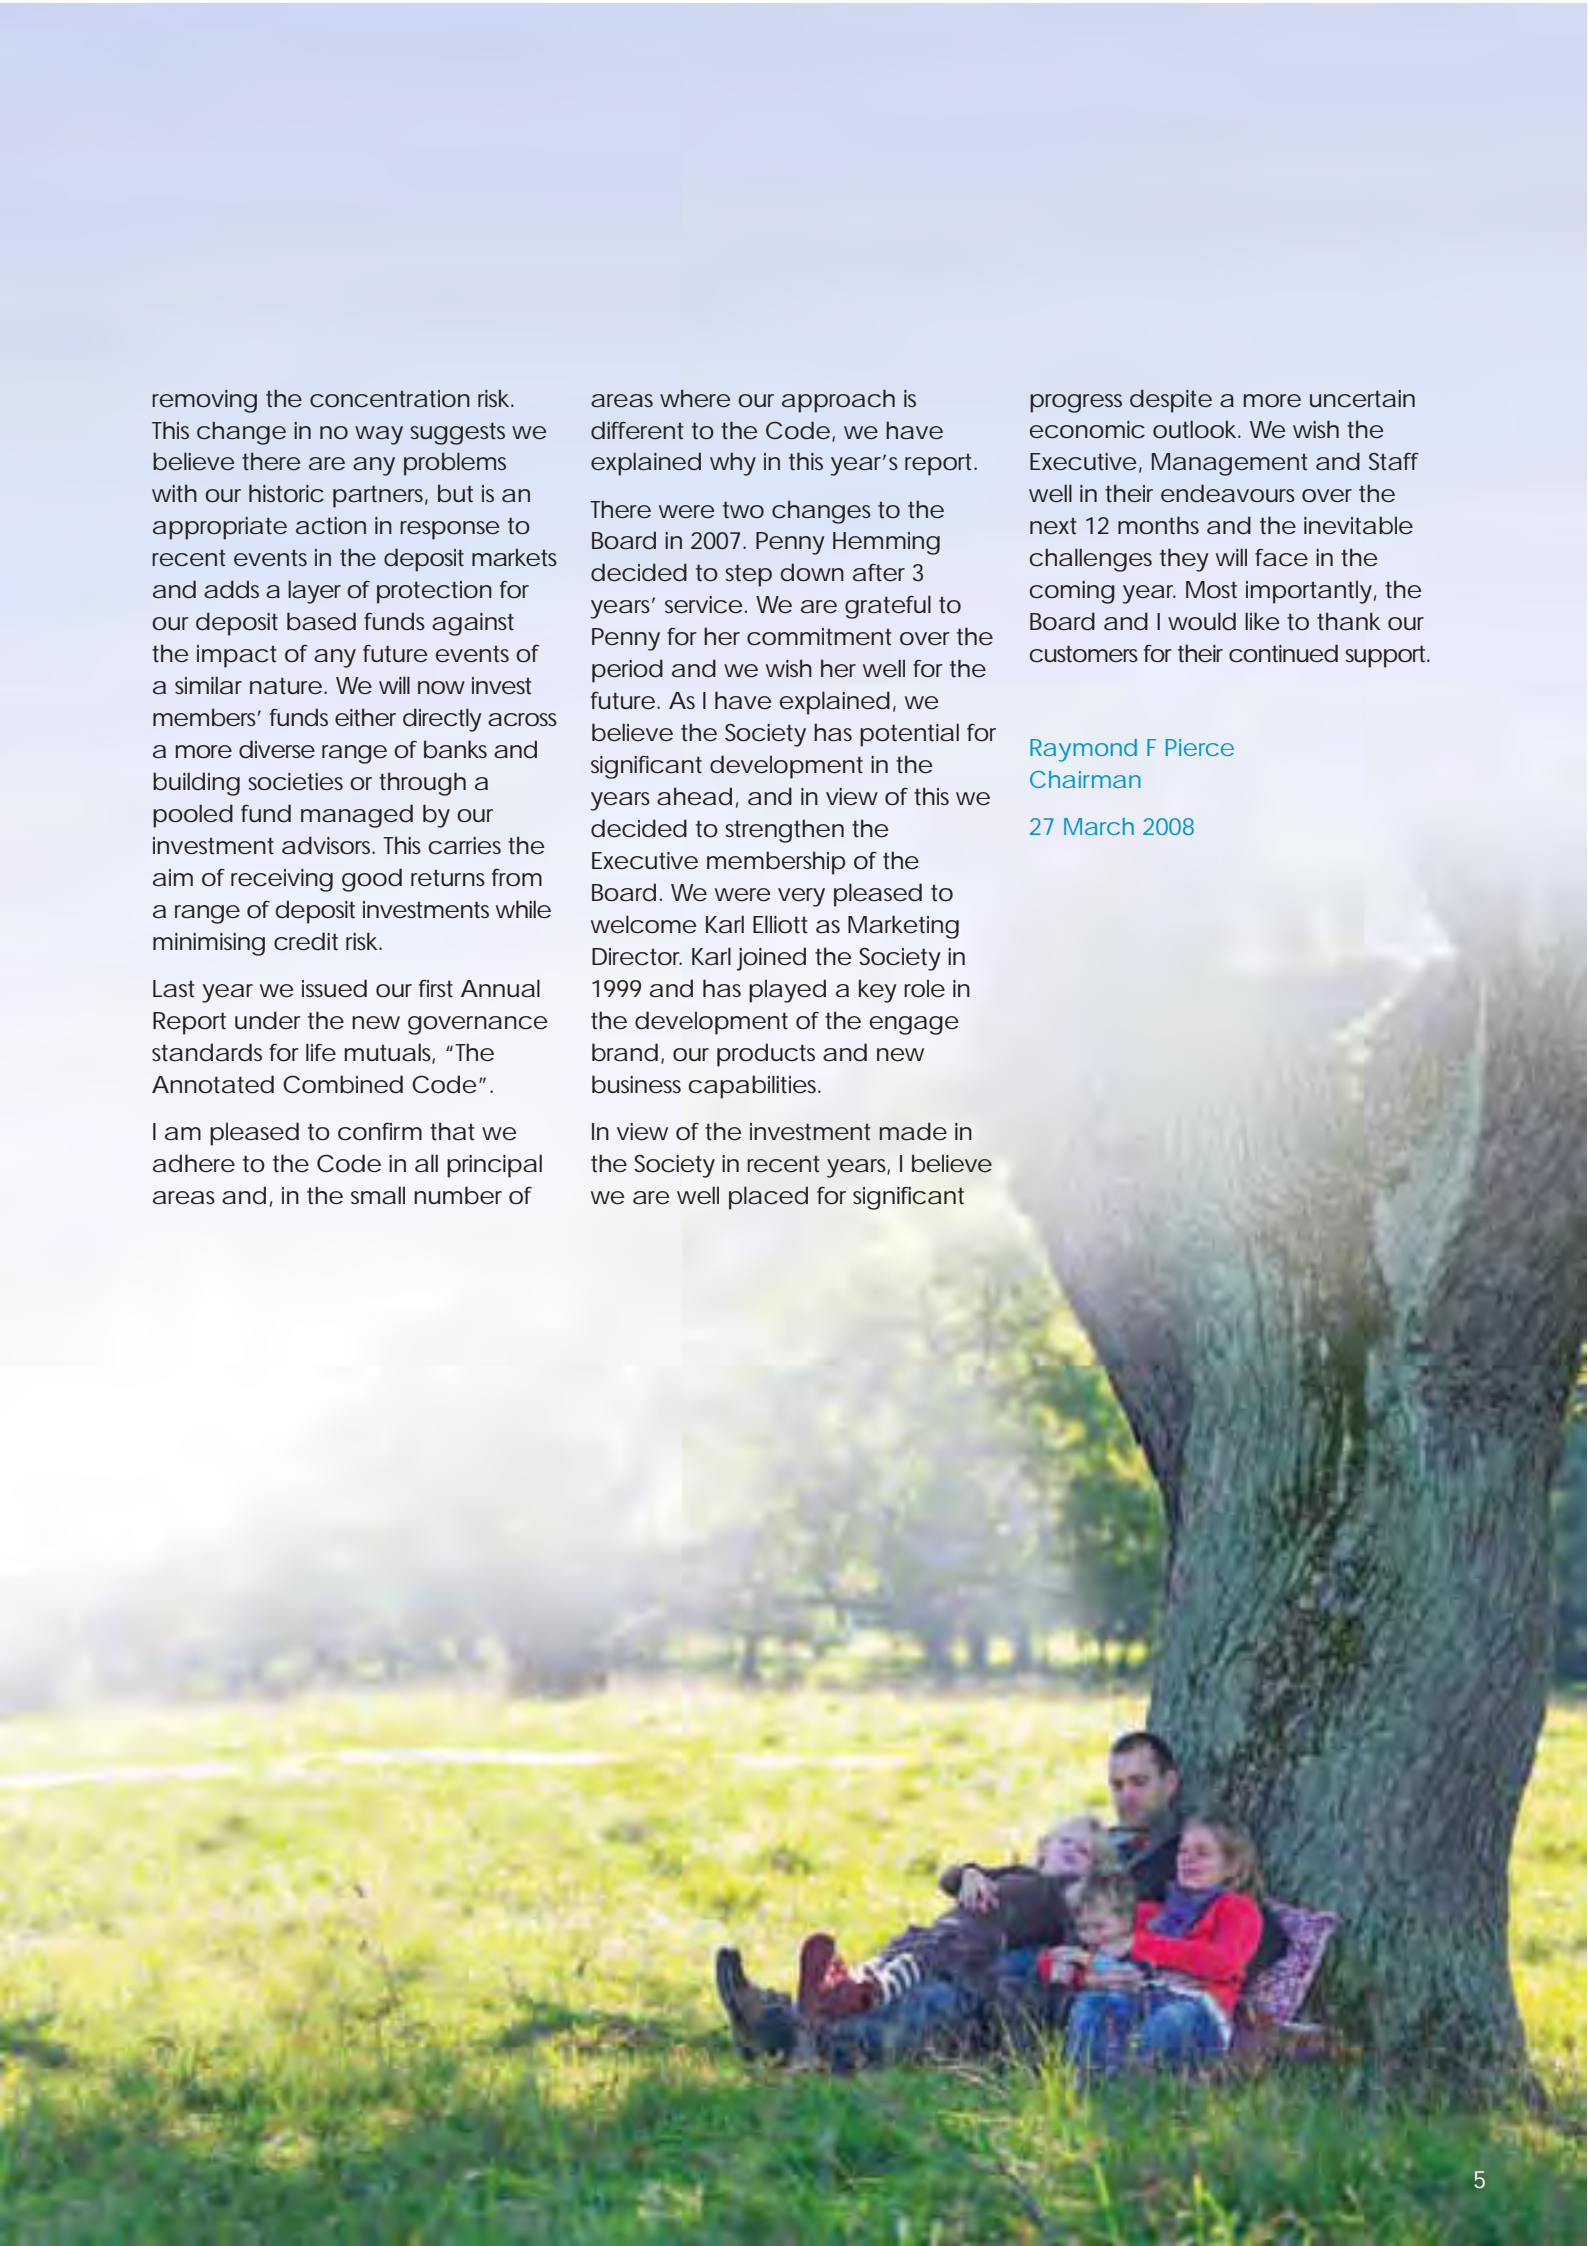 removing the concentration risk.
This change in no way suggests we
believe there are any problems
with our historic partners, but is an
appropriate action in response to
recent events in the deposit markets
and adds a layer of protection for
our deposit based funds against
the impact of any future events of
a similar nature. We will now invest
members’ funds either directly across
a more diverse range of banks and
building societies or through a
pooled fund managed by our
investment advisors. This carries the
aim of receiving good returns from
a range of deposit investments while
minimising credit risk.
Last year we issued our first Annual
Report under the new governance
standards for life mutuals, “The
Annotated Combined Code”.
I am pleased to confirm that we
adhere to the Code in all principal
areas and, in the small number of
areas where our approach is
different to the Code, we have
explained why in this year’s report.
There were two changes to the
Board in 2007. Penny Hemming
decided to step down after 3
years’ service. We are grateful to
Penny for her commitment over the
period and we wish her well for the
future. As I have explained, we
believe the Society has potential for
significant development in the
years ahead, and in view of this we
decided to strengthen the
Executive membership of the
Board. We were very pleased to
welcome Karl Elliott as Marketing
Director. Karl joined the Society in
1999 and has played a key role in
the development of the engage
brand, our products and new
business capabilities.
In view of the investment made in
the Society in recent years, I believe
we are well placed for significant
progress despite a more uncertain
economic outlook. We wish the
Executive, Management and Staff
well in their endeavours over the
next 12 months and the inevitable
challenges they will face in the
coming year. Most importantly, the
Board and I would like to thank our
customers for their continued support.
Raymond F Pierce
Chairman
27 March 2008
5